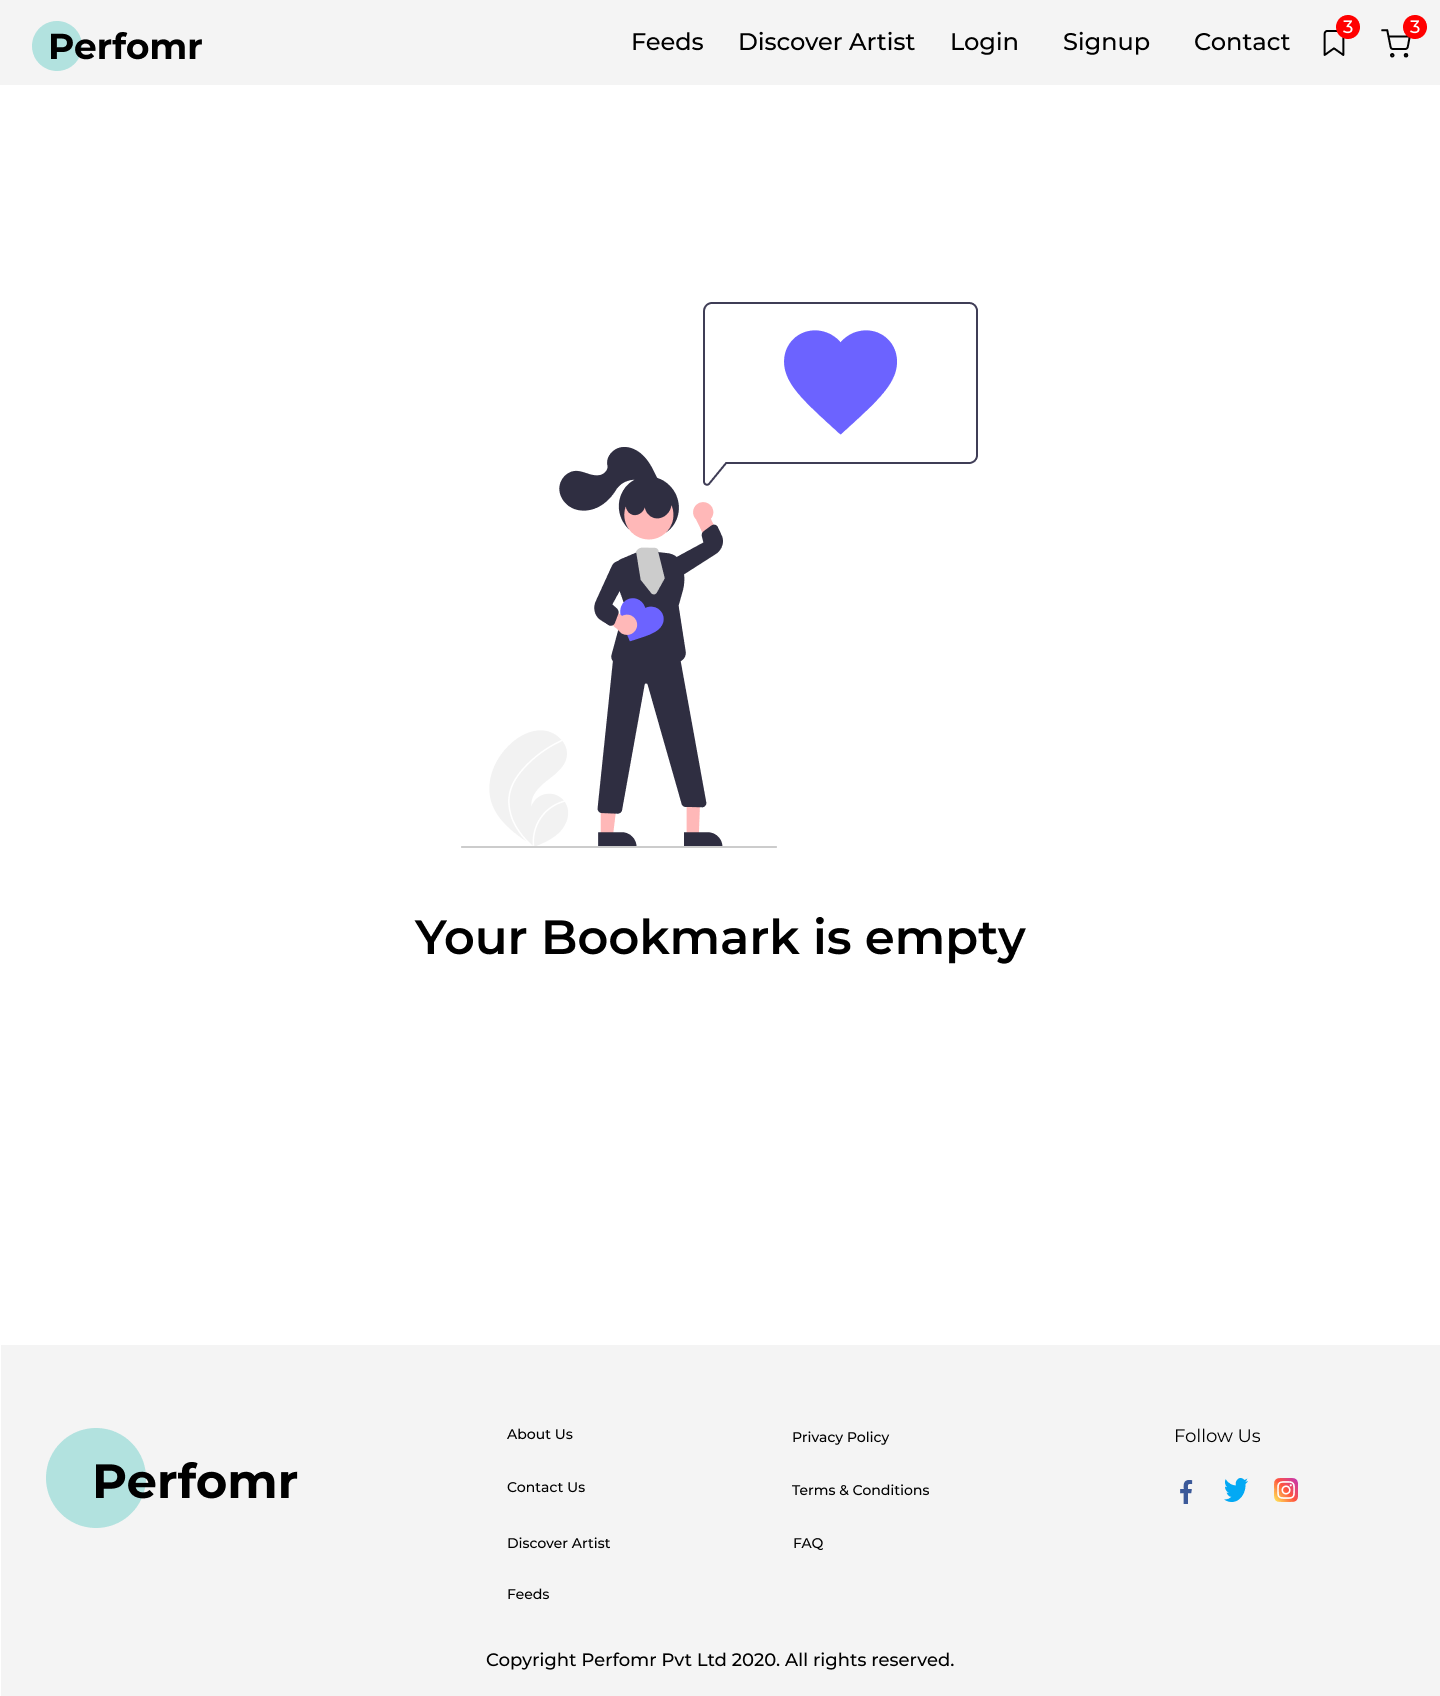 Perfomr
Feeds
Discover Artist
Login
Signup
Contact
3
3
Your Bookmark is empty
Perfomr
About Us
Contact Us
Discover Artist
Feeds
Privacy Policy
Terms & Conditions
FAQ
Follow Us
Copyright Perfomr Pvt Ltd 2020. All rights reserved.